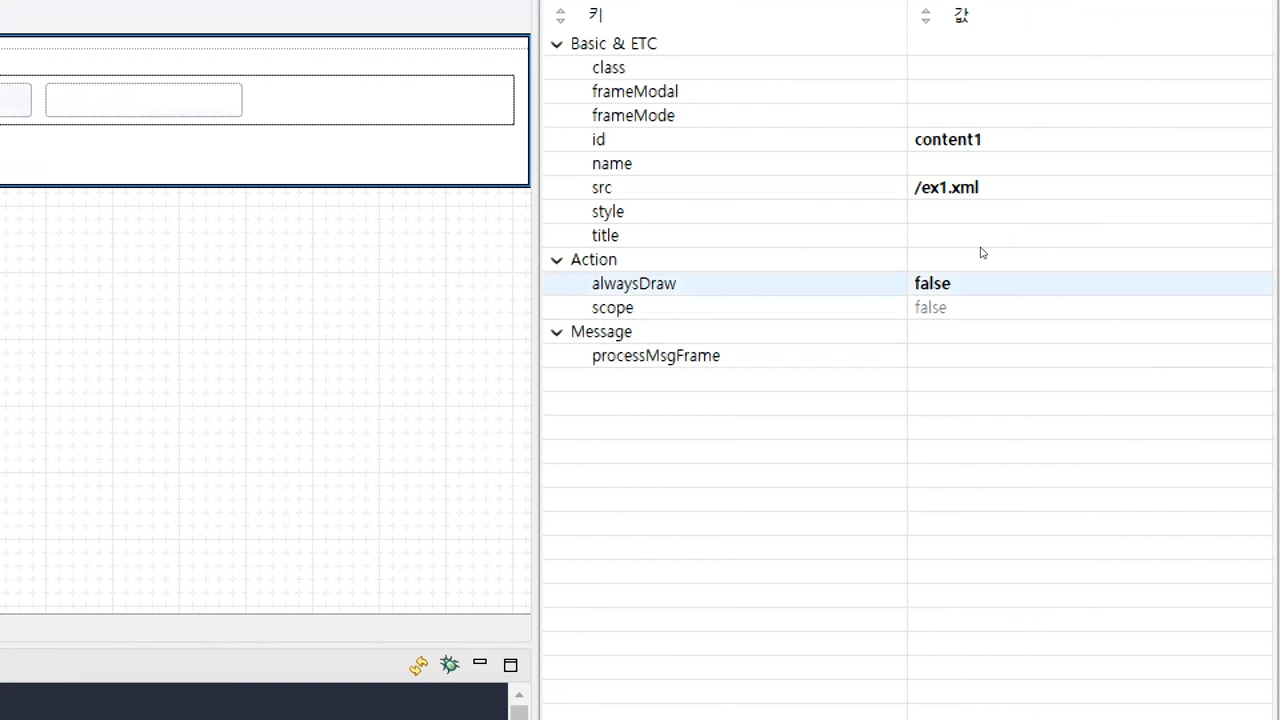 키 값
Basic & ETC
class
frameModal
frameMode
id content1
name
src /ex1.xml
style
title
Action
alwaysDraw false
scope false
Message
processMsgFrame